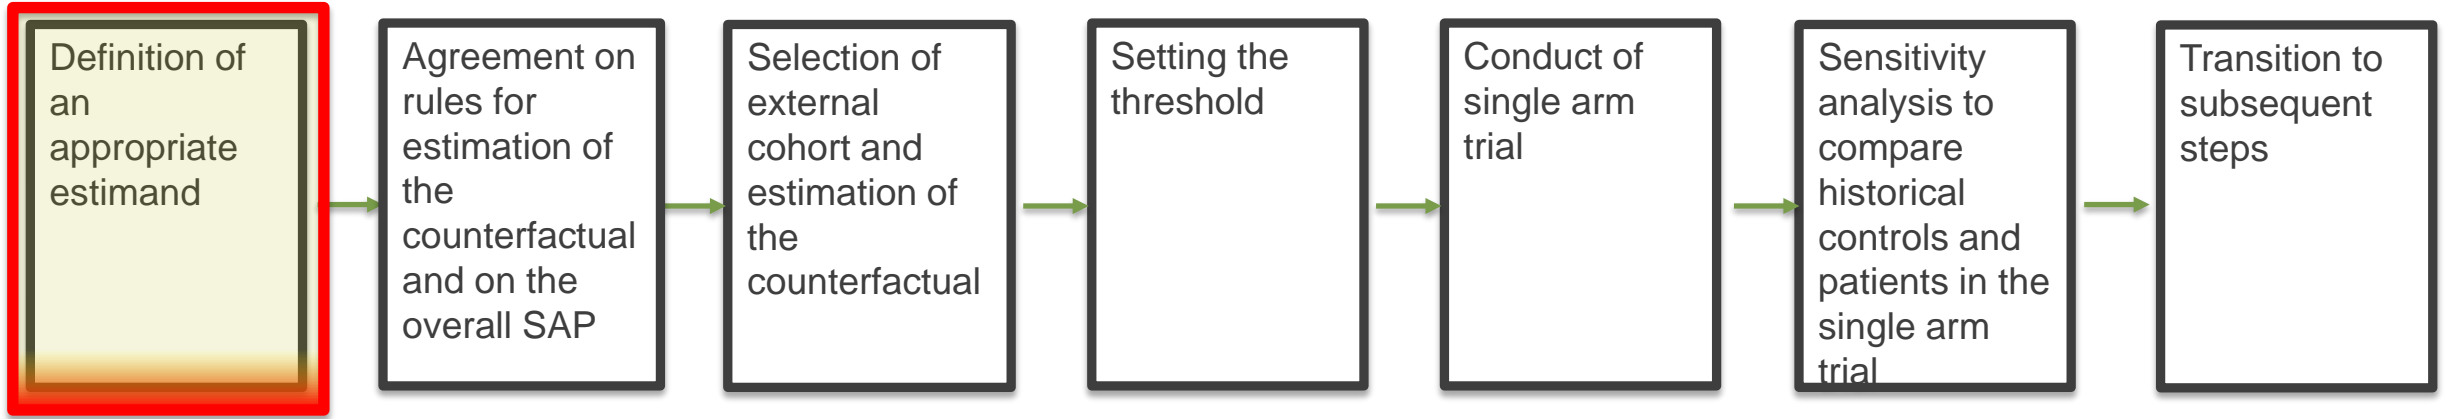 Definition of
an
appropriate
estimand
Agreement on
rules for
estimation of
the
counterfactual
and on the
overall SAP
Selection of
external
cohort and
estimation of
the
counterfactual
Setting the
threshold
Conduct of
single arm
trial
Sensitivity
analysis to
compare
historical
controls and
patients in the
single arm
trial
Transition to
subsequent
steps